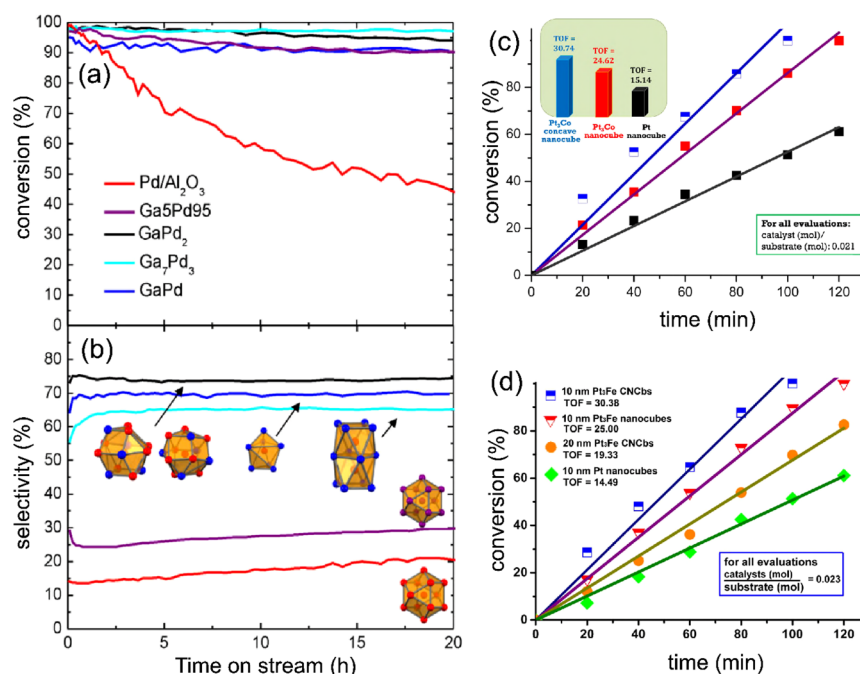 (a)
conversion (%)
100
90
80
70
60
50
40
30
20
10
0
Pd/Al₂O₃
Ga5Pd95
GaPd₂
Ga₇Pd₃
GaPd
(b)
selectivity (%)
80
70
60
50
40
30
20
10
0
0
5
10
15
20
Time on stream (h)
(c)
conversion (%)
100
80
60
40
20
0
TOF =
30.74
TOF =
24.62
TOF =
15.14
Pt₃Co
concave
nanocube
Pt₃Co
nanocube
Pt
nanocube
For all evaluations:
catalyst (mol)/
substrate (mol): 0.021
0
20
40
60
80
100
120
time (min)
(d)
conversion (%)
100
80
60
40
20
0
10 nm Pt₃Fe CNCbs
TOF = 30.38
10 nm Pt₃Fe nanocubes
TOF = 25.00
20 nm Pt₃Fe CNCbs
TOF = 19.33
10 nm Pt nanocubes
TOF = 14.49
for all evaluations
catalysts (mol)
substrate (mol)
= 0.023
0
20
40
60
80
100
120
time (min)